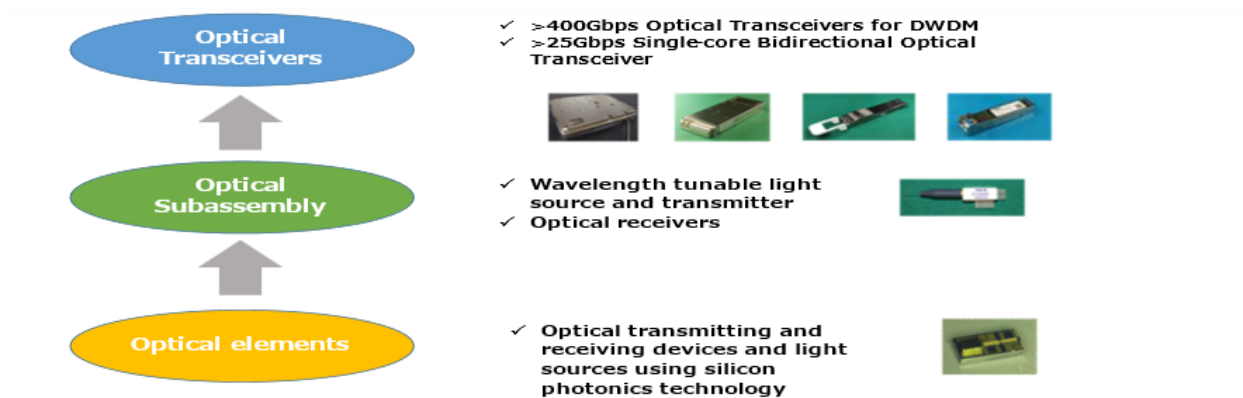 Optical
Transceivers
✓ >400Gbps Optical Transceivers for DWDM
✓ >25Gbps Single-core Bidirectional Optical
Transceiver
Optical
Subassembly
✓ Wavelength tunable light
source and transmitter
✓ Optical receivers
Optical elements
✓ Optical transmitting and
receiving devices and light
sources using silicon
photonics technology